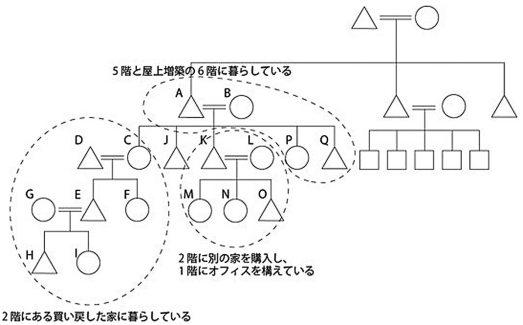 5階と屋上増築の6階に暮らしている
A B
D C J K L P Q
G E F M N O
H I
2階に別の家を購入し、
1階にオフィスを構えている
2階にある買い戻した家に暮らしている